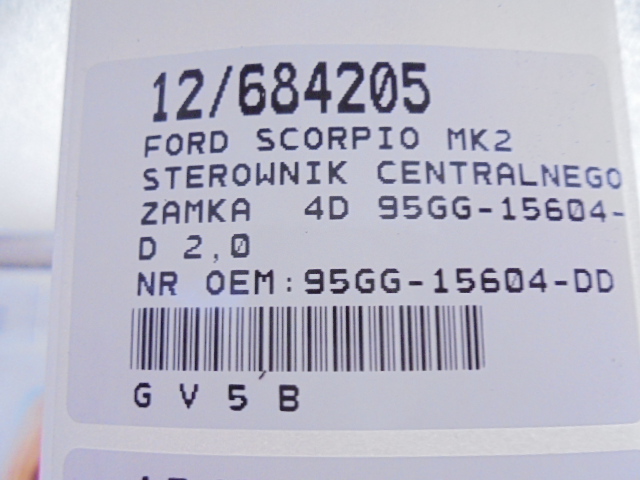 12/684205
FORD SCORPIO MK2
STEROWNIK CENTRALNEGO
ZAMKA 4D 95GG-15604-
D 2,0
NR OEM:95GG-15604-DD
G V 5 B